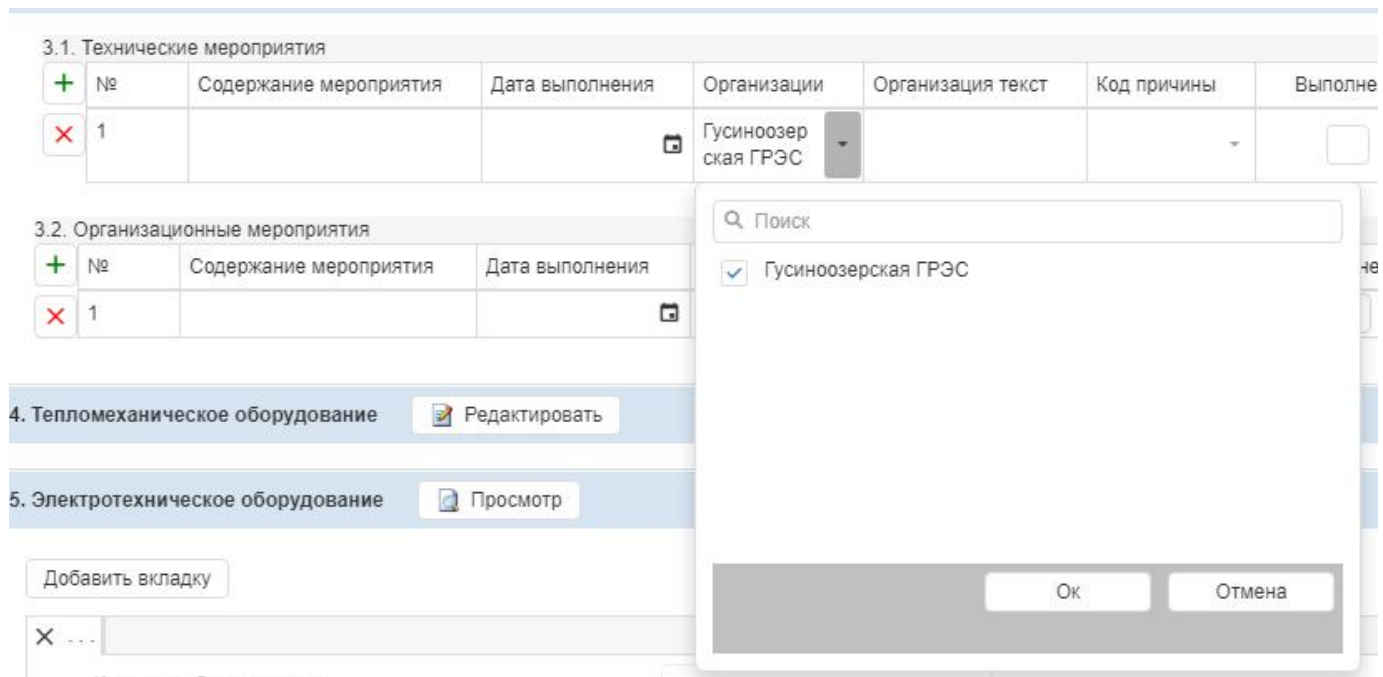 3.1. Технические мероприятия
№ Содержание мероприятия Дата выполнения Организации Организация текст Код причины Выполне
1 Гусиноозер
ская ГРЭС
Поиск
3.2. Организационные мероприятия
№ Содержание мероприятия Дата выполнения
Гусиноозерская ГРЭС
не
1
4. Тепломеханическое оборудование Редактировать
5. Электротехническое оборудование Просмотр
Добавить вкладку
Ок Отмена
...